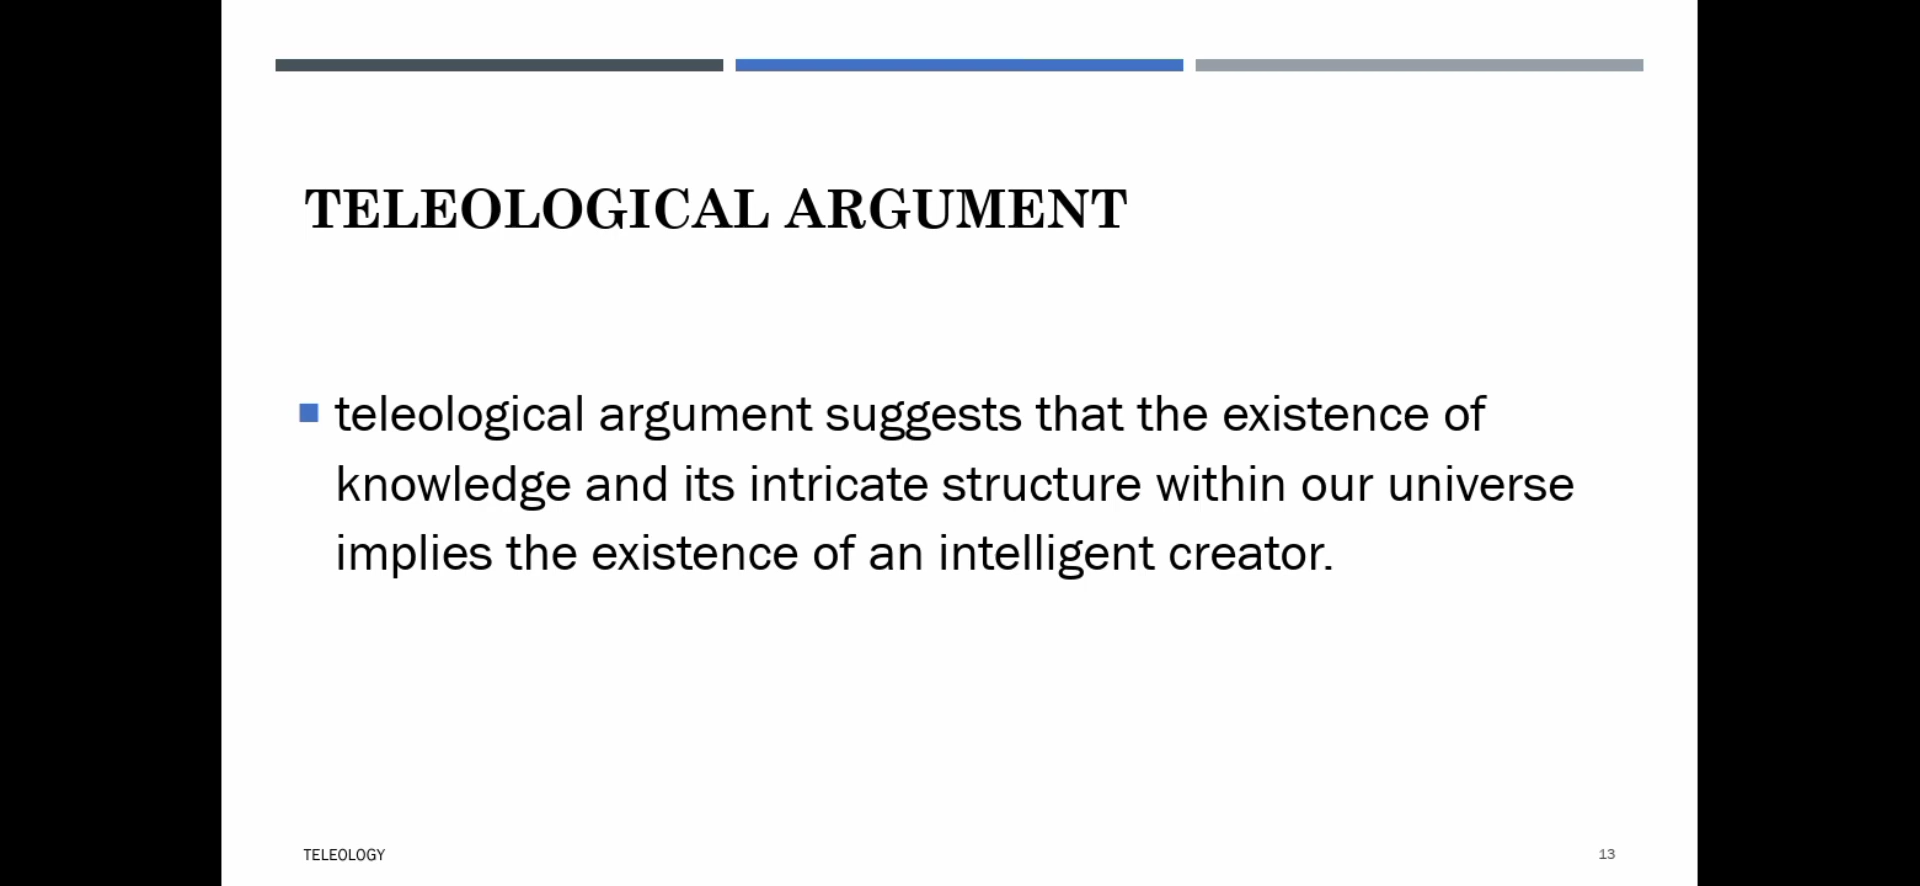 TELEOLOGICAL ARGUMENT
teleological argument suggests that the existence of
knowledge and its intricate structure within our universe
implies the existence of an intelligent creator.
TELEOLOGY
13